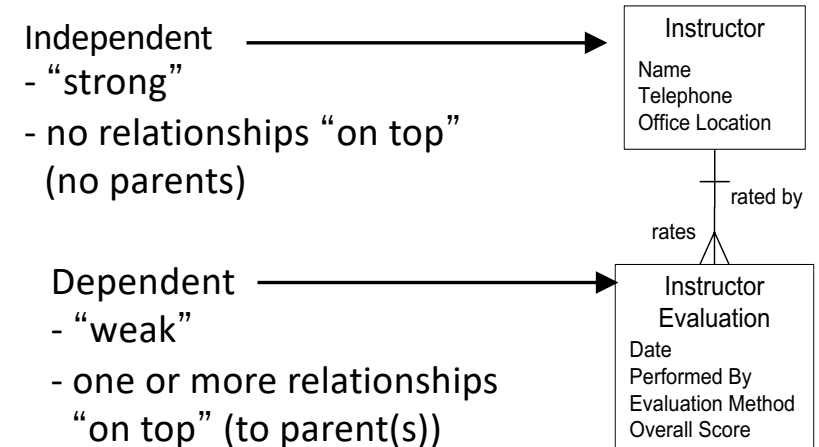 Independent
- “strong”
- no relationships “on top”
(no parents)
Instructor
Name
Telephone
Office Location
rated by
rates
Dependent
- “weak”
- one or more relationships
“on top” (to parent(s))
Instructor
Evaluation
Date
Performed By
Evaluation Method
Overall Score